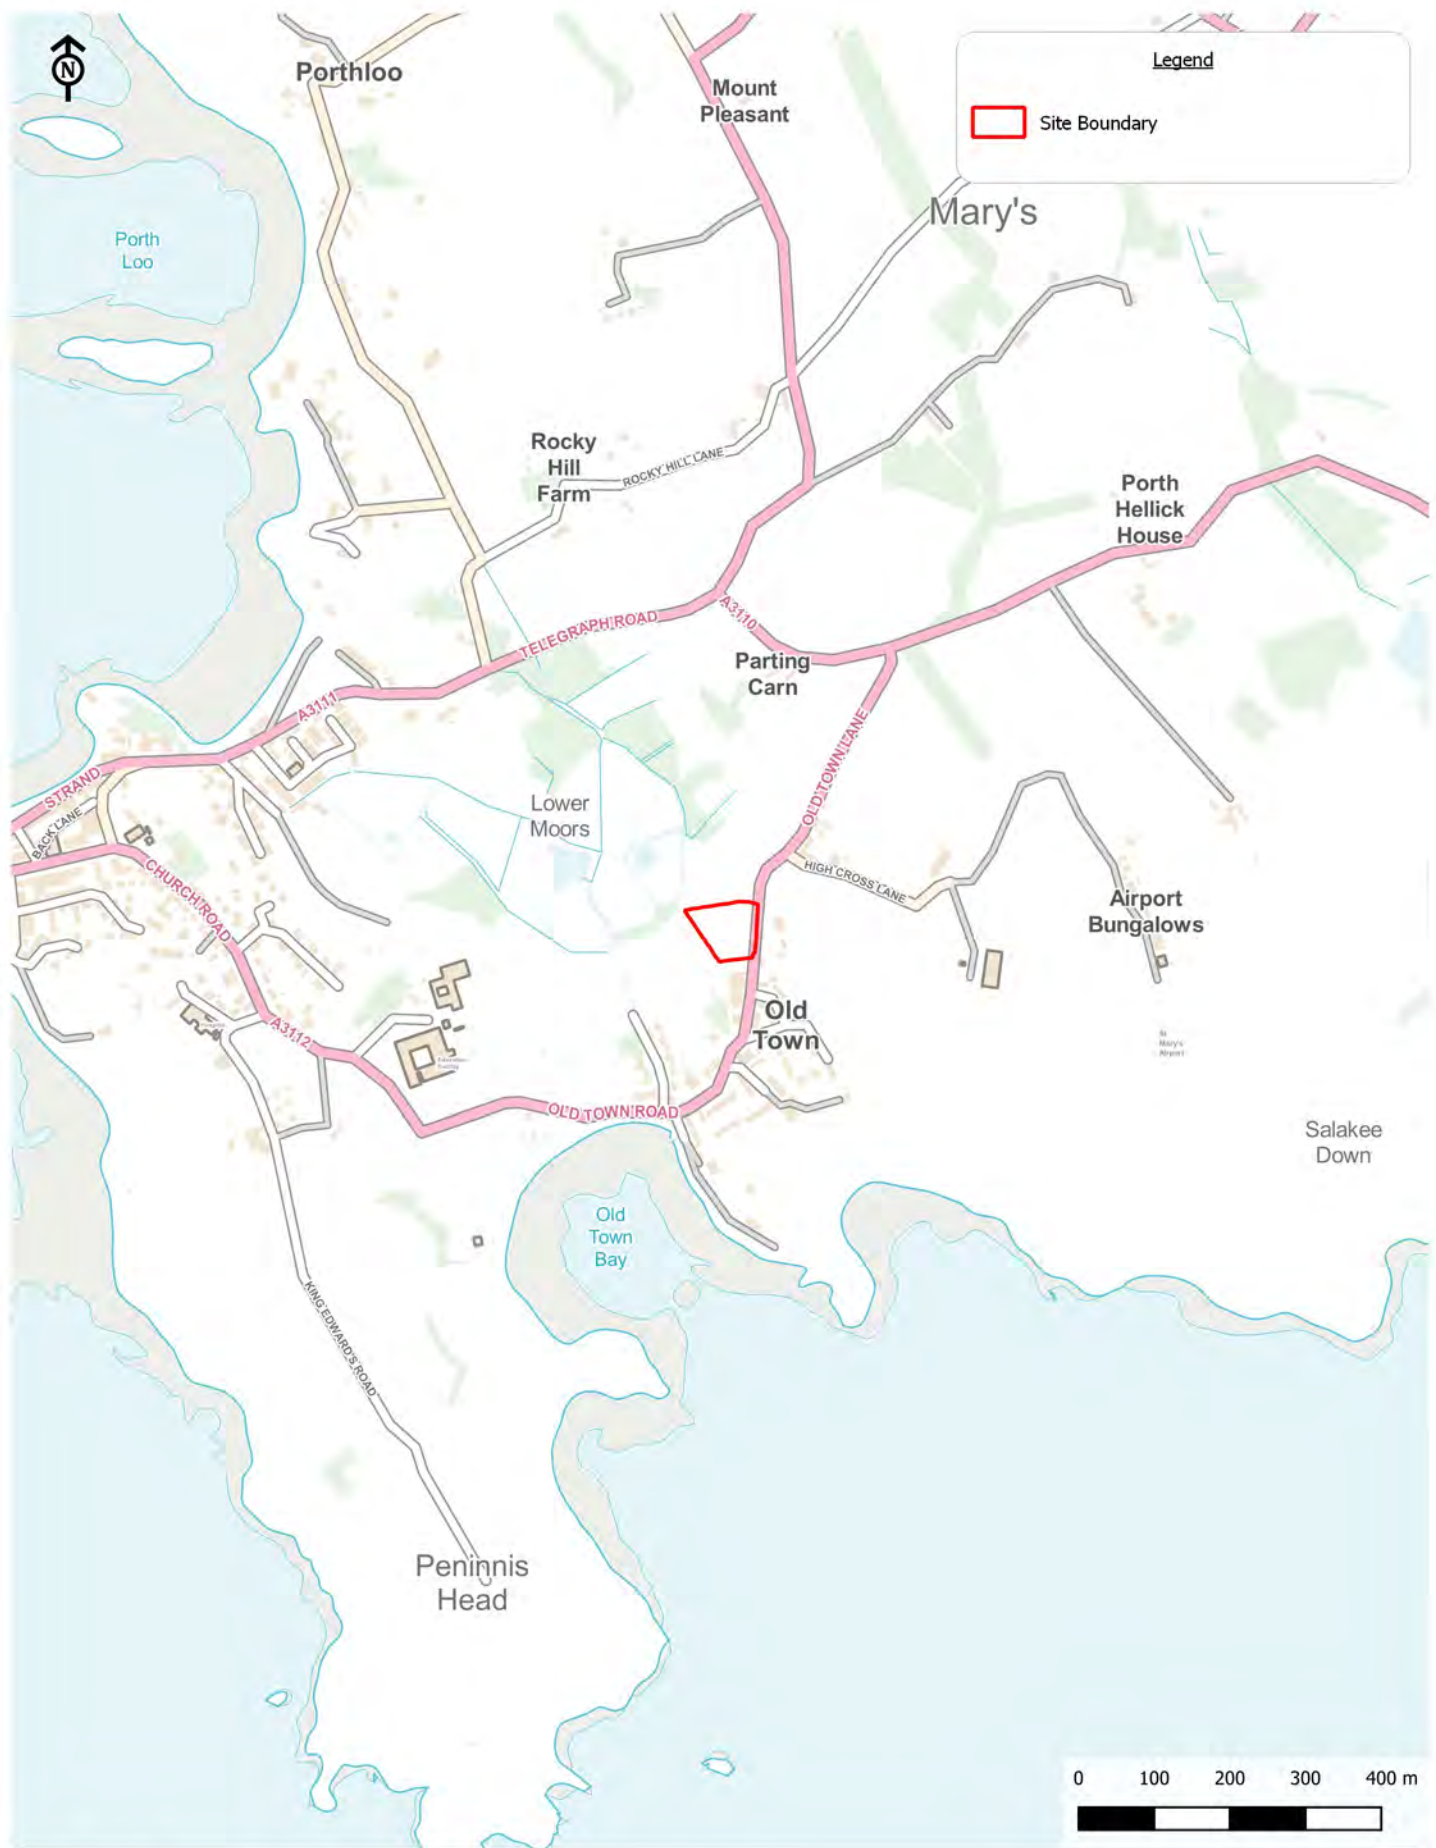 N
Porthloo
Mount
Pleasant
Legend
Site Boundary
Mary's
Porth
Loo
Rocky
Hill
Farm
ROCKY HILL LANE
Porth
Hellick
House
TELEGRAPH ROAD
A3110
Parting
Carn
A3111
OLD TOWN LANE
STRAND
BACK LANE
Lower
Moors
CHURCH ROAD
HIGH CROSS LANE
Airport
Bungalows
Old
Town
A3112
St
Mary's
Airport
OLD TOWN ROAD
Salakee
Down
Old
Town
Bay
KING EDWARD'S ROAD
Peninnis
Head
0 100 200 300 400 m